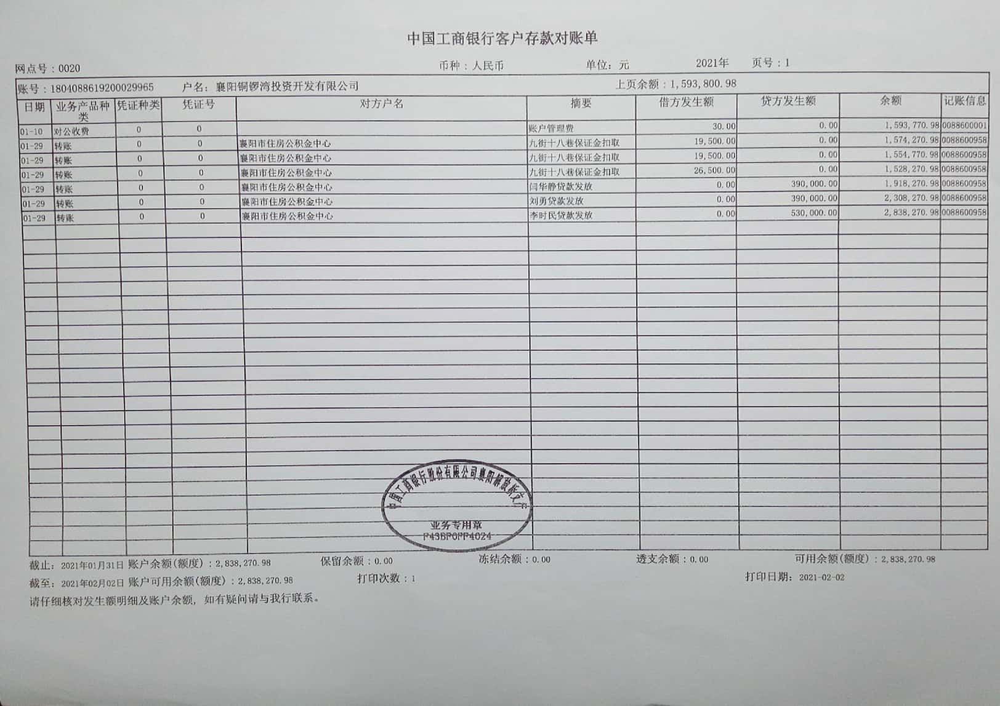 中国工商银行客户存款对账单
网点号：0020 币种：人民币 单位：元 2021年 页号：1
账号：1804088619200029965 户名：襄阳铜锣湾投资开发有限公司 上页余额：1,593,800.98
日期 业务产品种类 凭证种类 凭证号 对方户名 摘要 借方发生额 贷方发生额 余额 记账信息
01-10 对公收费 0 0 账户管理费 30.00 0.00 1,593,770.98 0088600001
01-29 转账 0 0 襄阳市住房公积金中心 九街十八巷保证金扣取 19,500.00 0.00 1,574,270.98 0088600958
01-29 转账 0 0 襄阳市住房公积金中心 九街十八巷保证金扣取 19,500.00 0.00 1,554,770.98 0088600958
01-29 转账 0 0 襄阳市住房公积金中心 九街十八巷保证金扣取 26,500.00 0.00 1,528,270.98 0088600958
01-29 转账 0 0 襄阳市住房公积金中心 闫华静贷款发放 0.00 390,000.00 1,918,270.98 0088600958
01-29 转账 0 0 襄阳市住房公积金中心 刘勇贷款发放 0.00 390,000.00 2,308,270.98 0088600958
01-29 转账 0 0 襄阳市住房公积金中心 李时民贷款发放 0.00 530,000.00 2,838,270.98 0088600958
中国工商银行股份有限公司襄阳解放桥支行
业务专用章
截止：2021年01月31日 账户余额(额度)：2,838,270.98 保留余额：0.00 冻结余额：0.00 透支余额：0.00 可用余额(额度)：2,838,270.98
截至：2021年02月02日 账户可用余额(额度)：2,838,270.98 打印次数：1 打印日期：2021-02-02
请仔细核对发生额明细及账户余额，如有疑问请与我行联系。